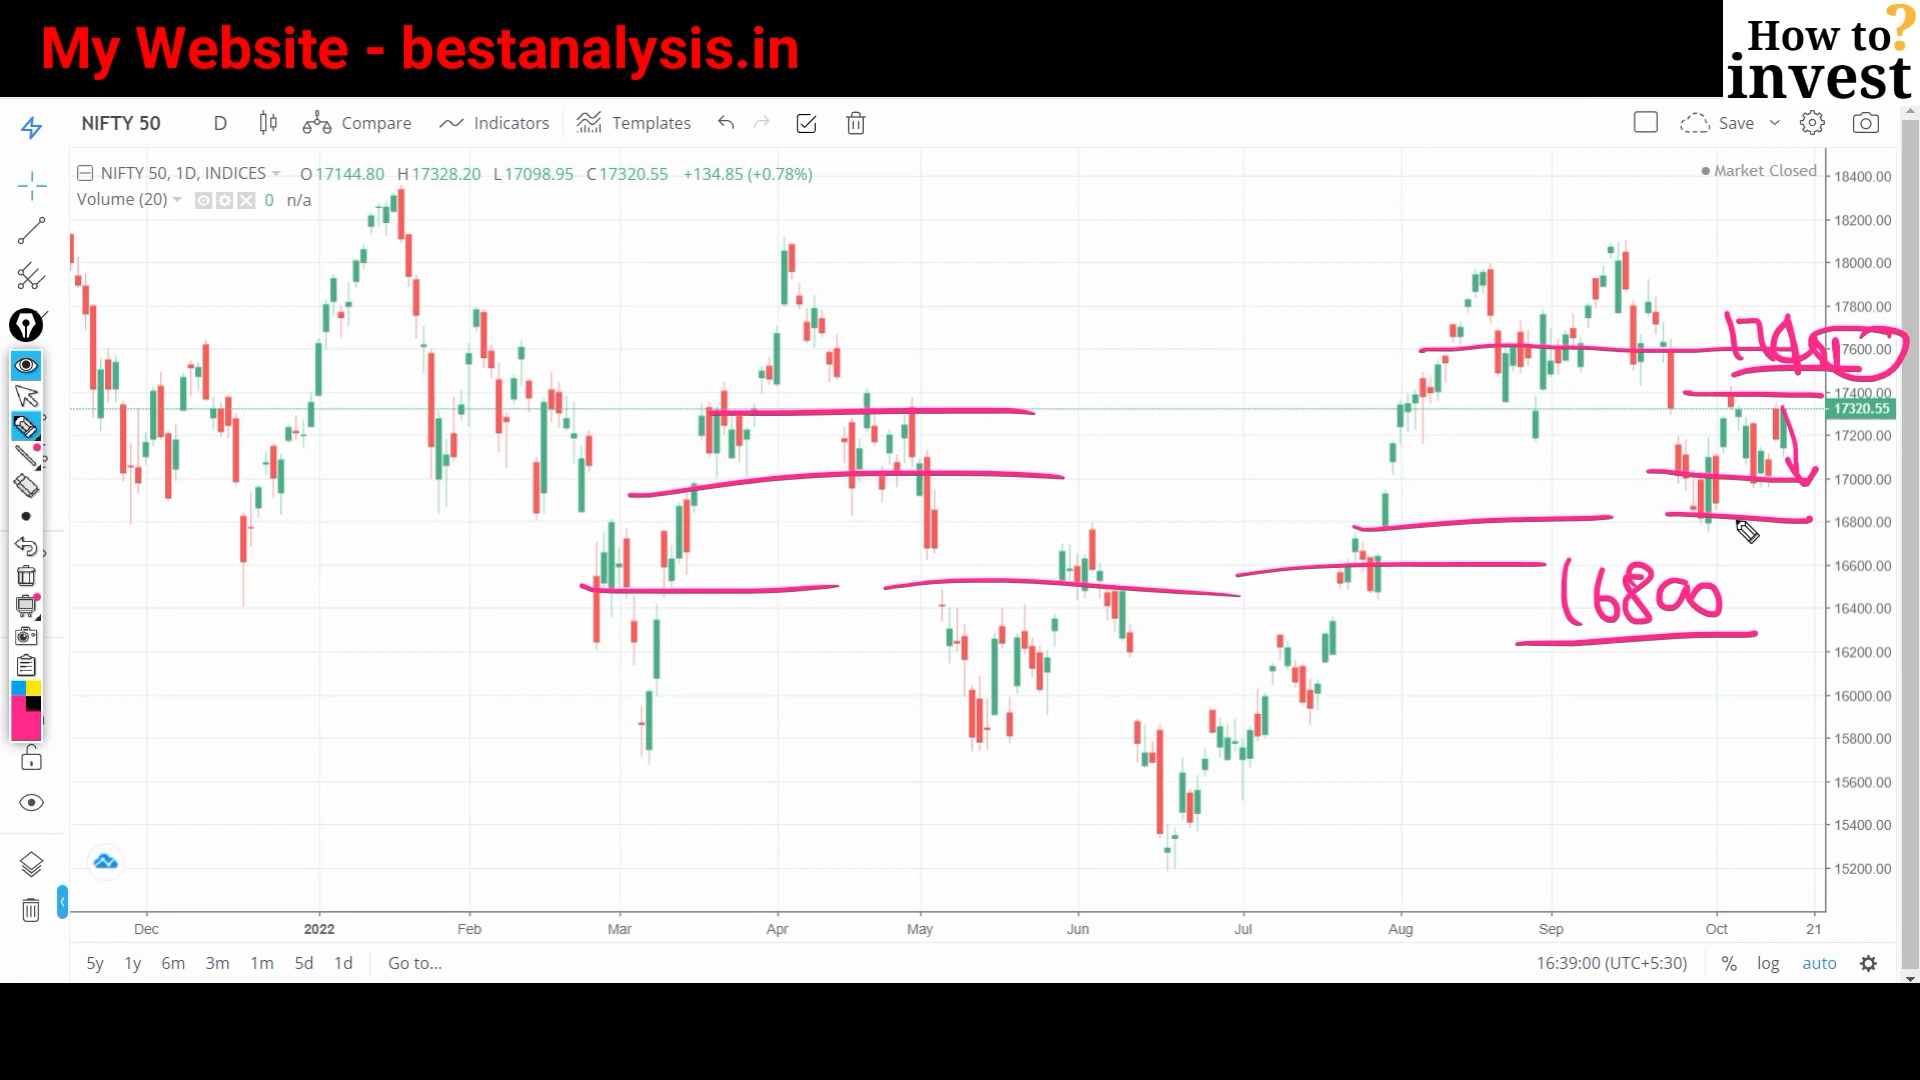 My Website - bestanalysis.in
How to?
invest
NIFTY 50 D Compare Indicators Templates Save
NIFTY 50, 1D, INDICES O17144.80 H17328.20 L17098.95 C17320.55 +134.85 (+0.78%)
Market Closed
Volume (20) 0 n/a
18400.00
18200.00
18000.00
17800.00
17600.00
17400.00
17320.55
17200.00
17000.00
16800.00
16600.00
16800
16400.00
16200.00
16000.00
15800.00
15600.00
15400.00
15200.00
Dec 2022 Feb Mar Apr May Jun Jul Aug Sep Oct 21
5y 1y 6m 3m 1m 5d 1d Go to... 16:39:00 (UTC+5:30) % log auto